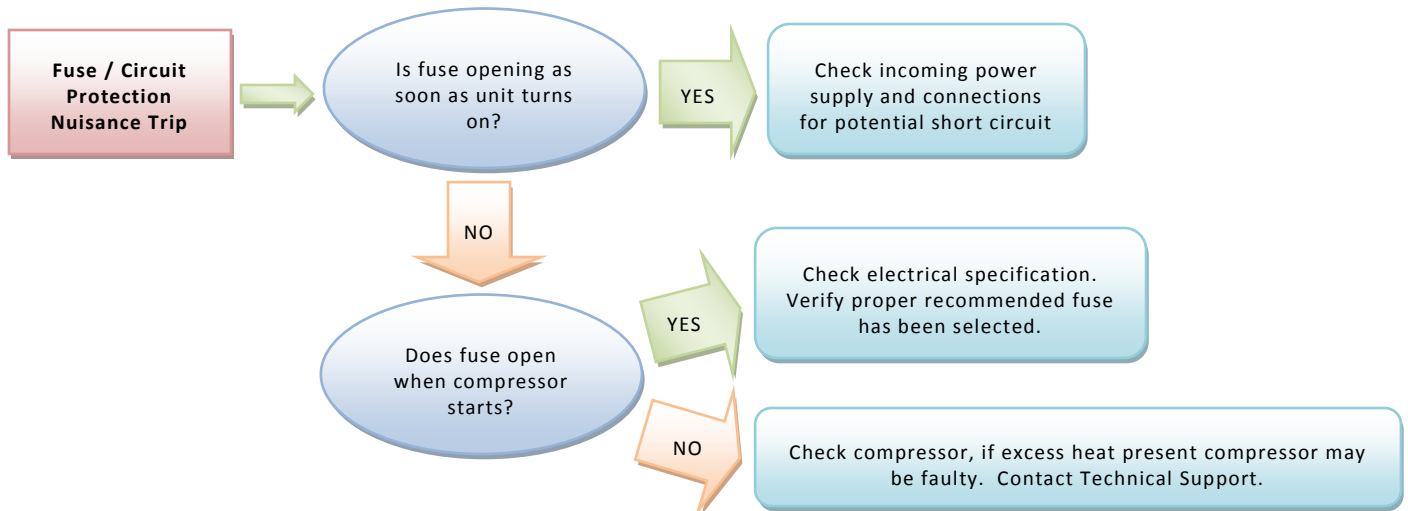 Fuse / Circuit
Protection
Nuisance Trip
Is fuse opening as
soon as unit turns
on?
YES
Check incoming power
supply and connections
for potential short circuit
NO
Does fuse open
when compressor
starts?
YES
Check electrical specification.
Verify proper recommended fuse
has been selected.
NO
Check compressor, if excess heat present compressor may
be faulty. Contact Technical Support.